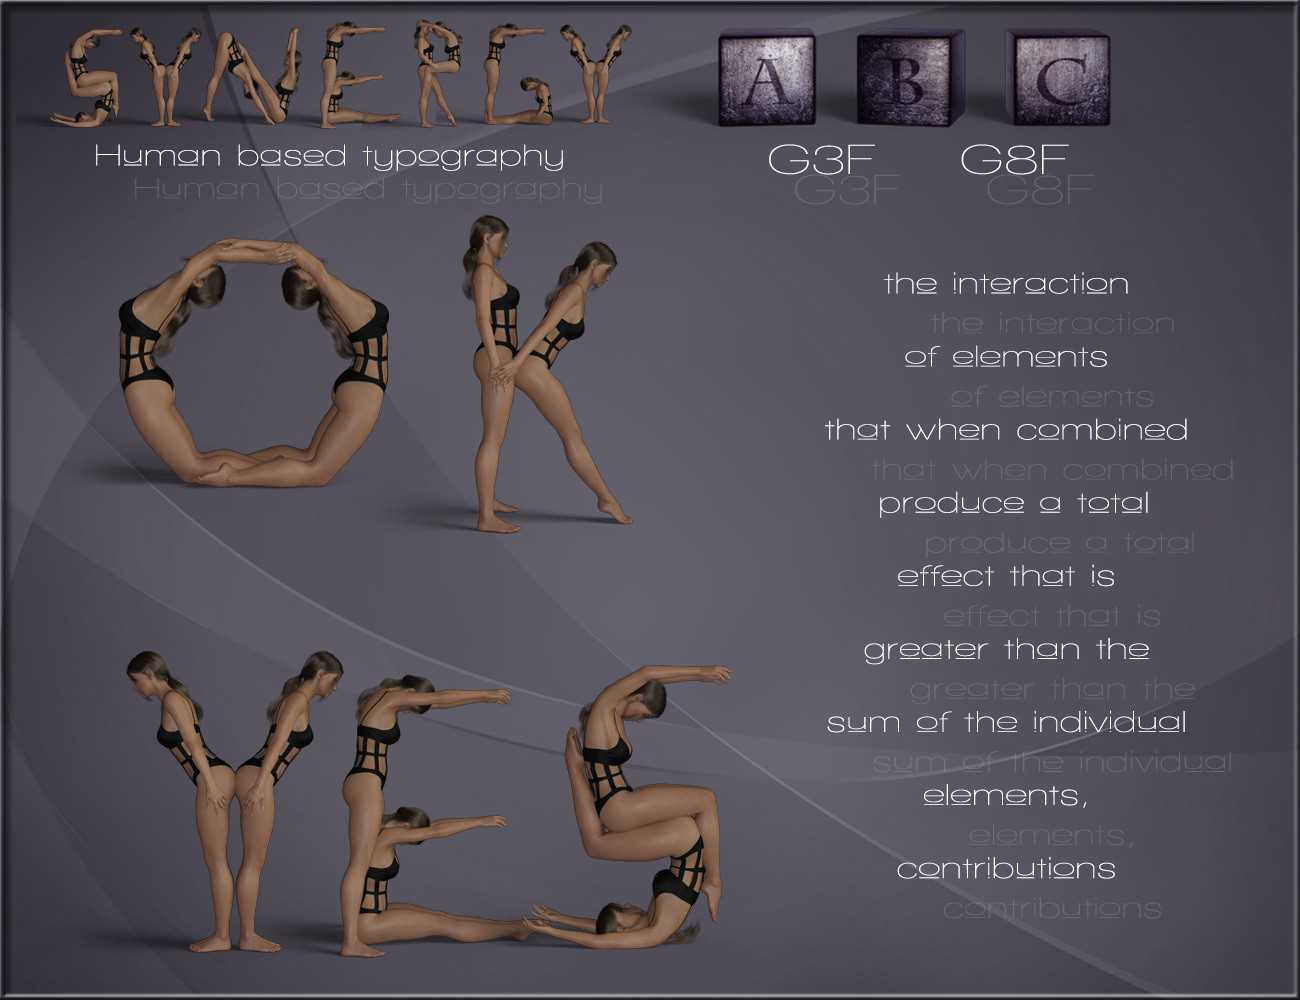 SYNERGY
A B C
Human based typography
G3F G8F
OK
the interaction
of elements
that when combined
produce a total
effect that is
greater than the
sum of the individual
elements,
contributions
YES